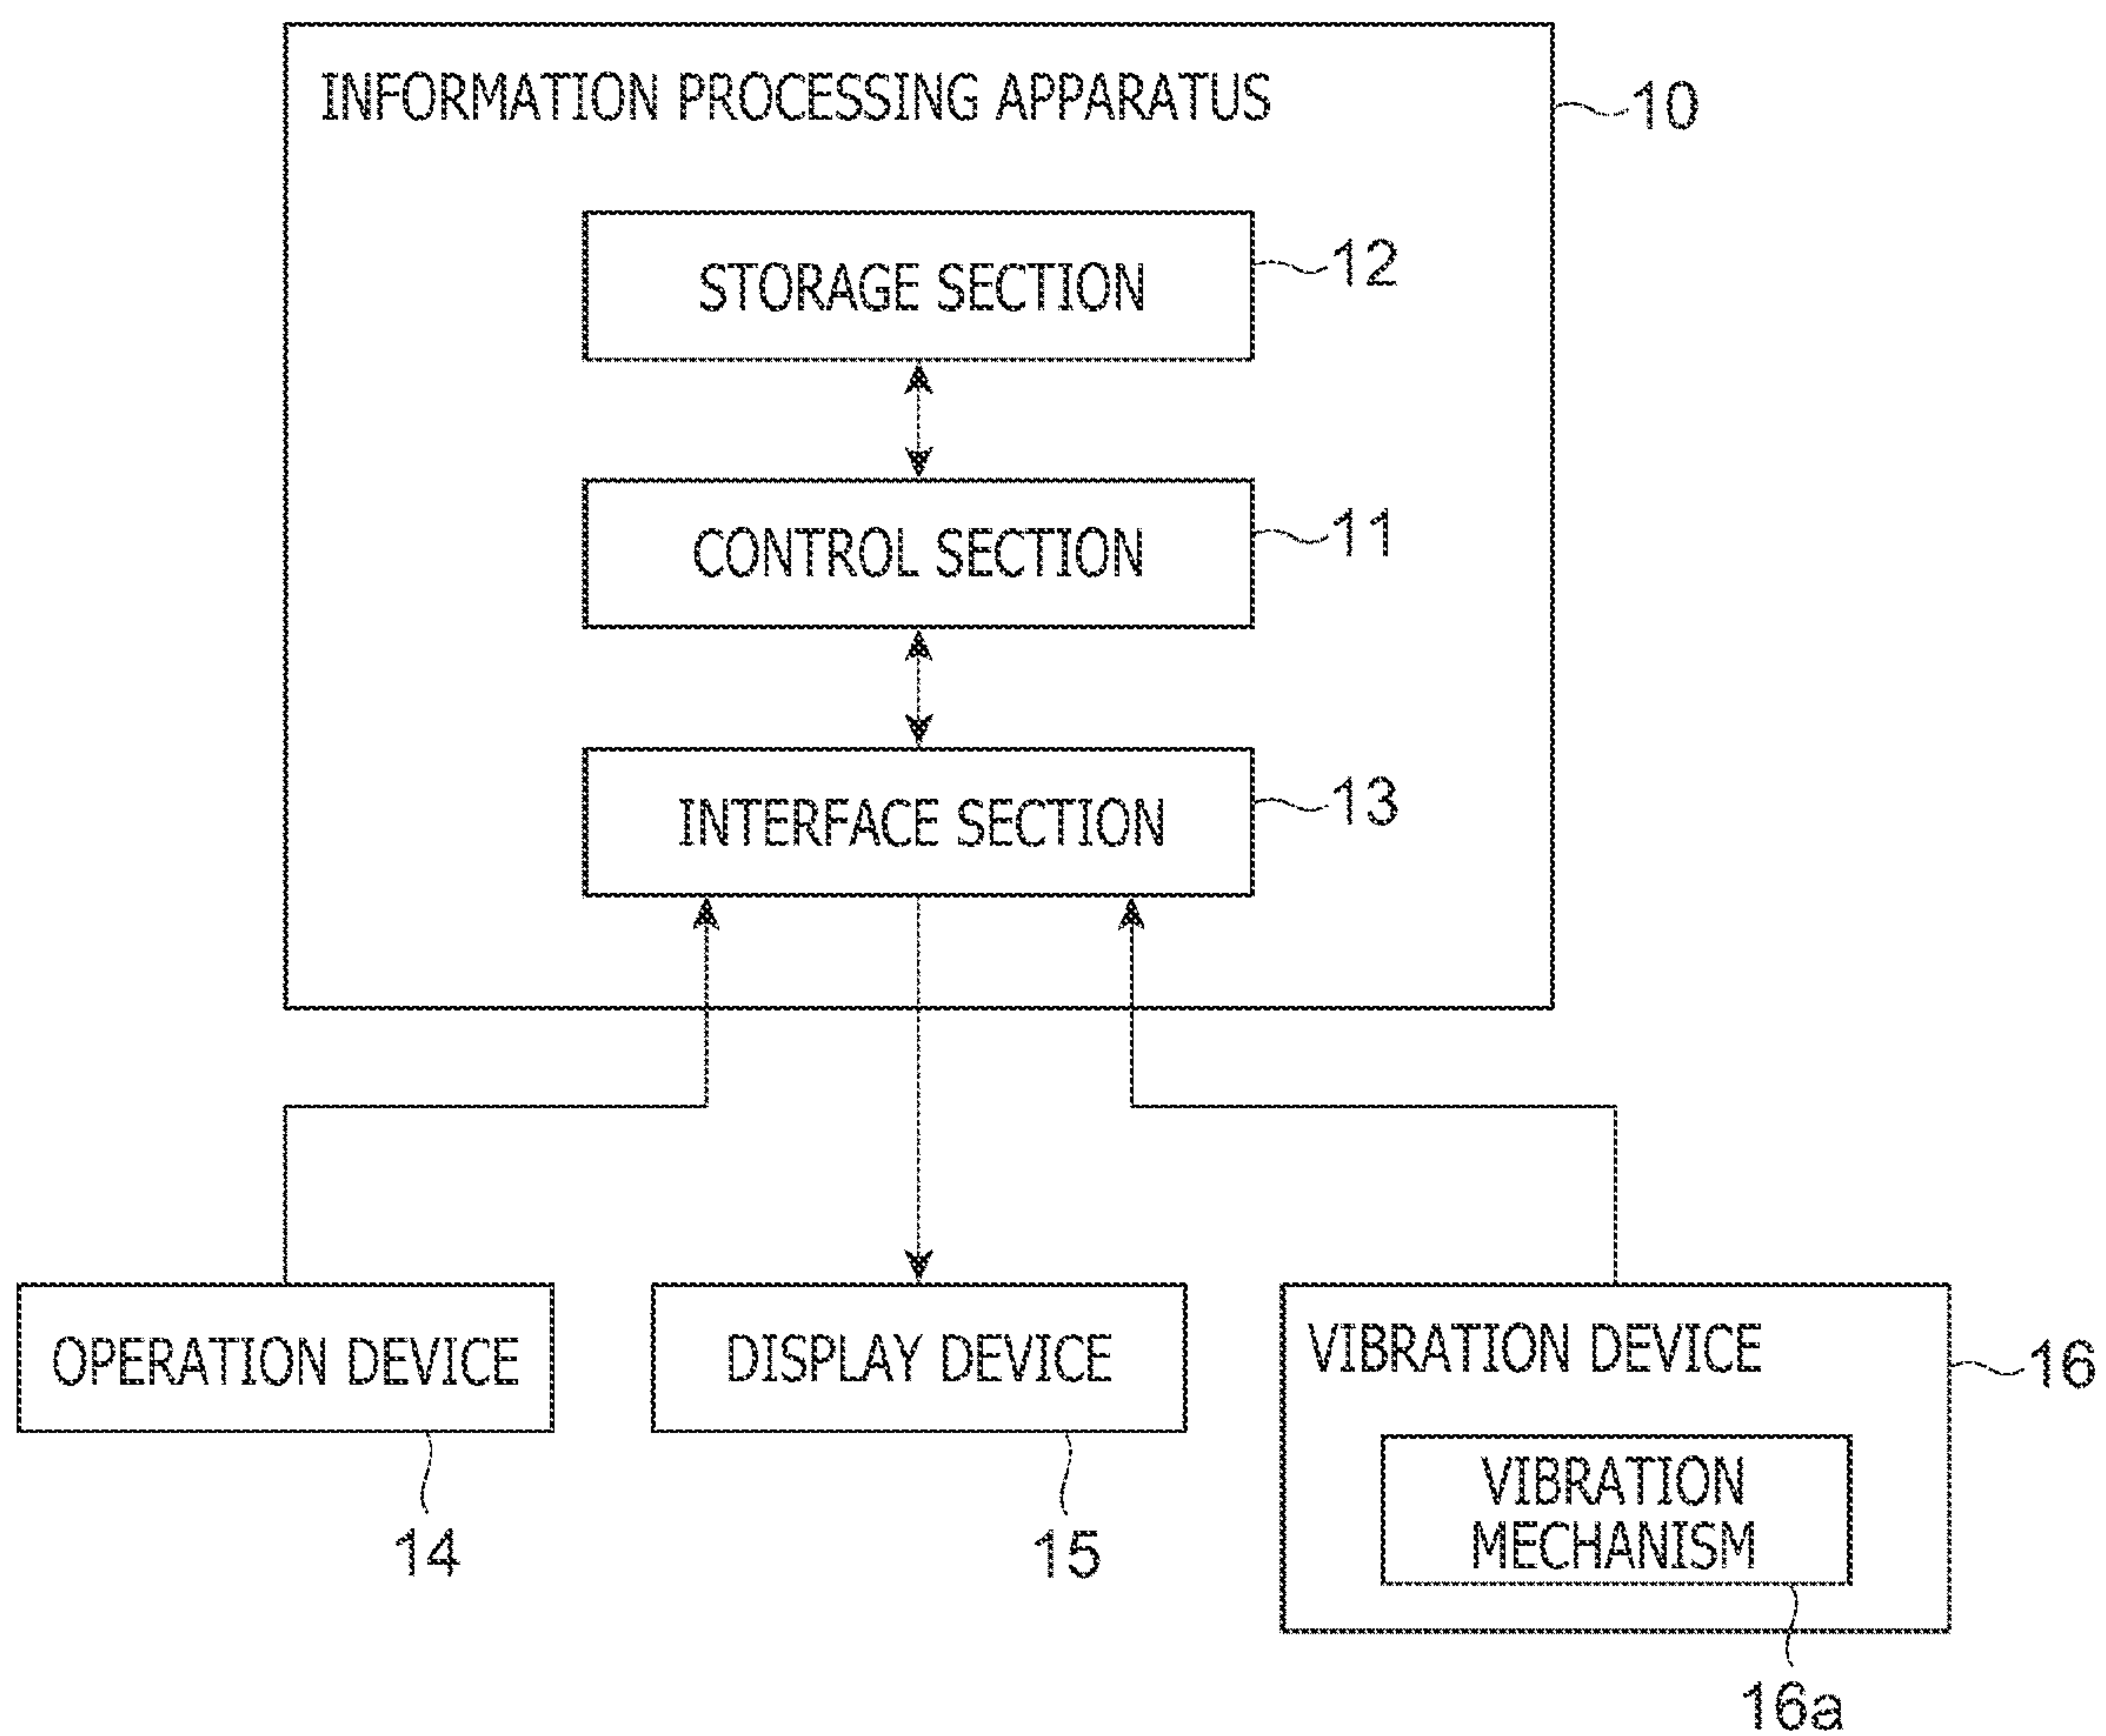 INFORMATION PROCESSING APPARATUS
10
STORAGE SECTION
12
CONTROL SECTION
11
INTERFACE SECTION
13
OPERATION DEVICE
14
DISPLAY DEVICE
15
VIBRATION DEVICE
16
VIBRATION
MECHANISM
16a